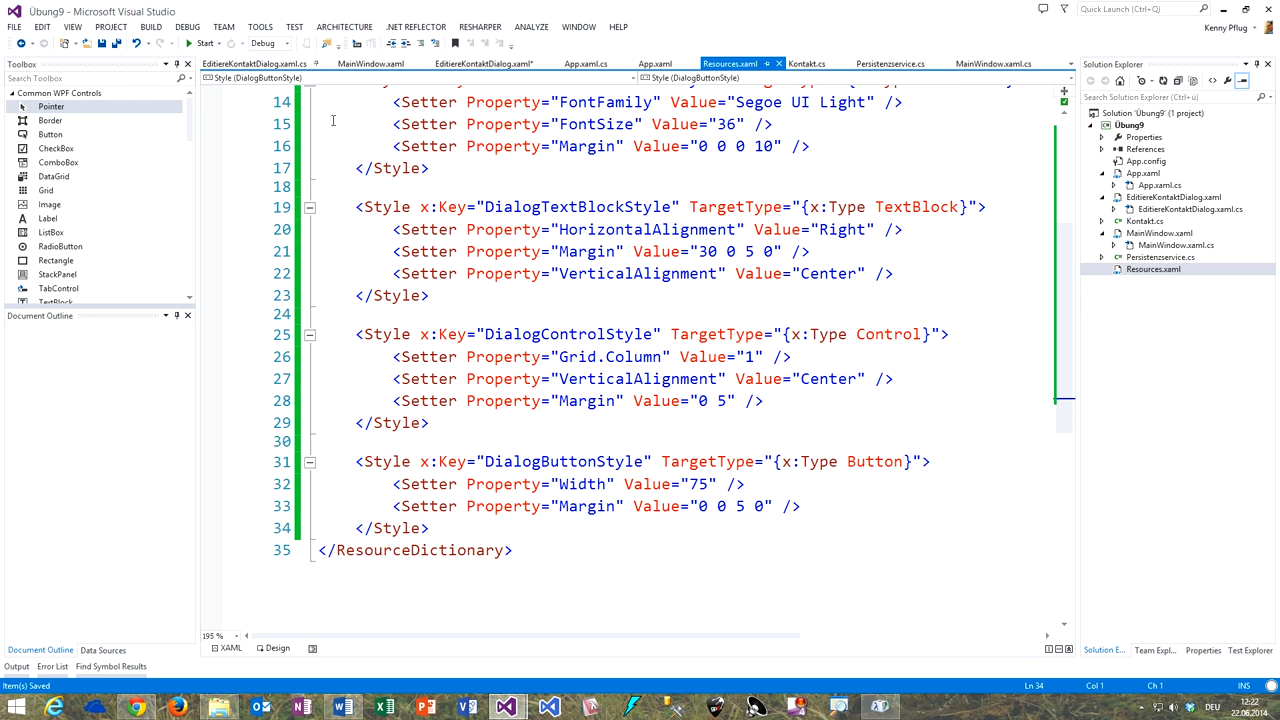 Übung9 - Microsoft Visual Studio
Quick Launch (Ctrl+Q)
FILE EDIT VIEW PROJECT BUILD DEBUG TEAM TOOLS TEST ARCHITECTURE .NET REFLECTOR RESHARPER ANALYZE WINDOW HELP
Kenny Pflug
Start Debug
Toolbox
Search Toolbox
Common WPF Controls
Pointer
Border
Button
CheckBox
ComboBox
DataGrid
Grid
Image
Label
ListBox
RadioButton
Rectangle
StackPanel
TabControl
TextBlock
Document Outline
Document Outline Data Sources
Output Error List Find Symbol Results
EditiereKontaktDialog.xaml.cs MainWindow.xaml EditiereKontaktDialog.xaml* App.xaml.cs App.xaml Resources.xaml Kontakt.cs Persistenzservice.cs MainWindow.xaml.cs
Style (DialogButtonStyle) Style (DialogButtonStyle)
14 <Setter Property="FontFamily" Value="Segoe UI Light" />
15 <Setter Property="FontSize" Value="36" />
16 <Setter Property="Margin" Value="0 0 0 10" />
17 </Style>
18
19 <Style x:Key="DialogTextBlockStyle" TargetType="{x:Type TextBlock}">
20 <Setter Property="HorizontalAlignment" Value="Right" />
21 <Setter Property="Margin" Value="30 0 5 0" />
22 <Setter Property="VerticalAlignment" Value="Center" />
23 </Style>
24
25 <Style x:Key="DialogControlStyle" TargetType="{x:Type Control}">
26 <Setter Property="Grid.Column" Value="1" />
27 <Setter Property="VerticalAlignment" Value="Center" />
28 <Setter Property="Margin" Value="0 5" />
29 </Style>
30
31 <Style x:Key="DialogButtonStyle" TargetType="{x:Type Button}">
32 <Setter Property="Width" Value="75" />
33 <Setter Property="Margin" Value="0 0 5 0" />
34 </Style>
35 </ResourceDictionary>
195 %
XAML Design
Solution Explorer
Search Solution Explorer (Ctrl+ü)
Solution 'Übung9' (1 project)
Übung9
Properties
References
App.config
App.xaml
App.xaml.cs
EditiereKontaktDialog.xaml
EditiereKontaktDialog.xaml.cs
Kontakt.cs
MainWindow.xaml
MainWindow.xaml.cs
Persistenzservice.cs
Resources.xaml
Solution E... Team Expl... Properties Test Explorer
Item(s) Saved Ln 34 Col 1 Ch 1 INS
DEU
12:22
22.06.2014